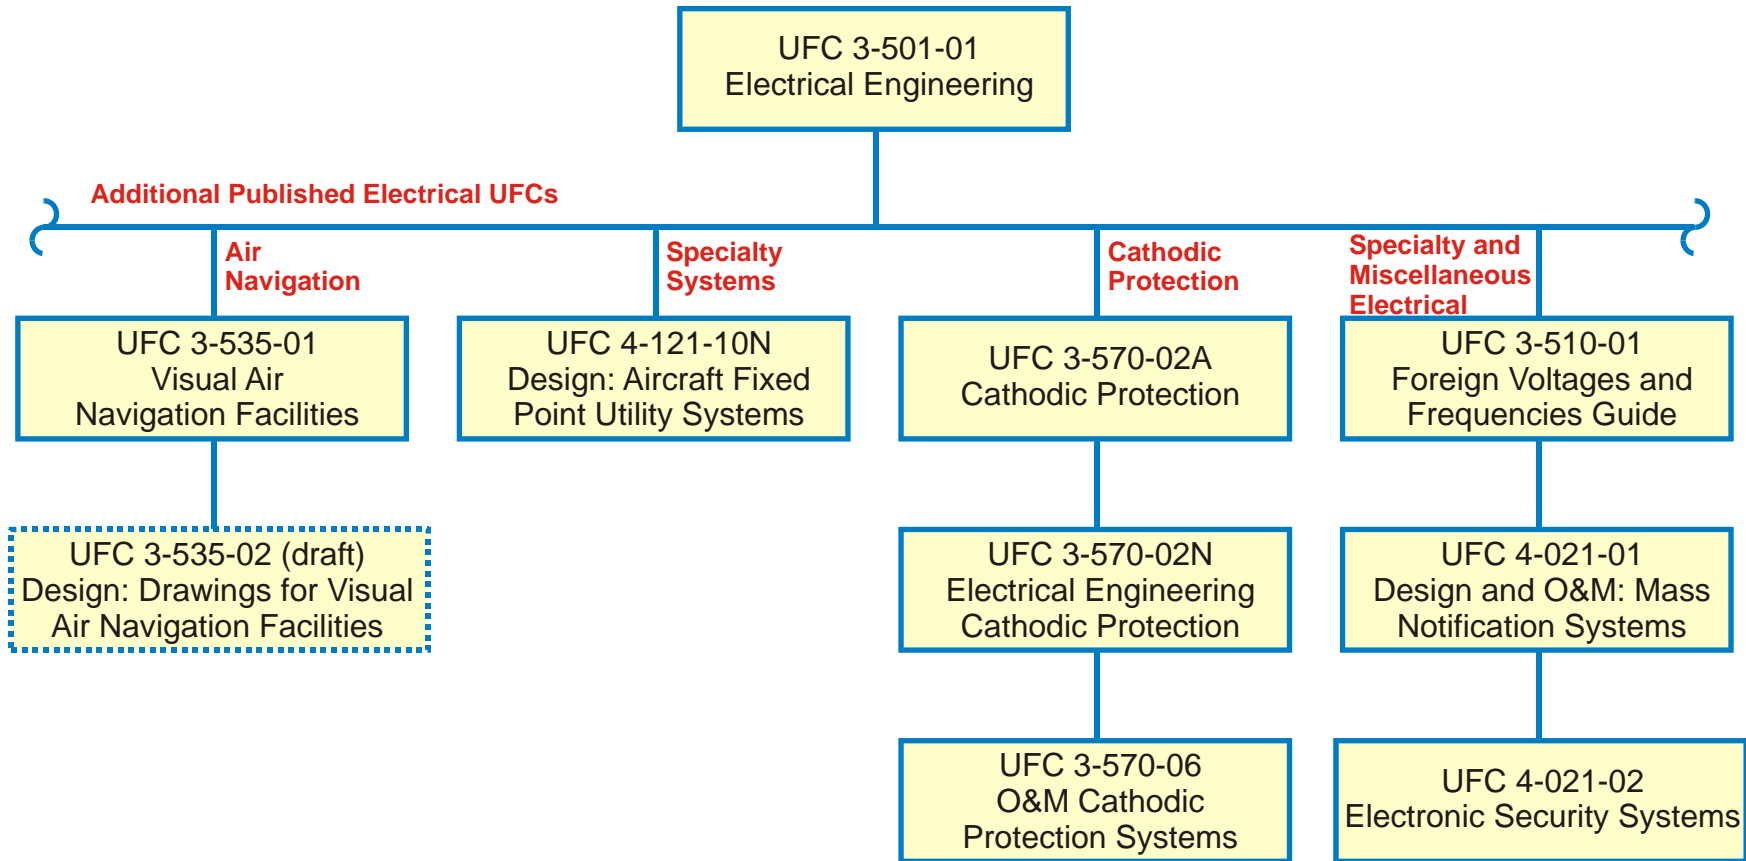 UFC 3-501-01
Electrical Engineering
Additional Published Electrical UFCs
Air
Navigation
UFC 3-535-01
Visual Air
Navigation Facilities
UFC 3-535-02 (draft)
Design: Drawings for Visual
Air Navigation Facilities
Specialty
Systems
UFC 4-121-10N
Design: Aircraft Fixed
Point Utility Systems
Cathodic
Protection
UFC 3-570-02A
Cathodic Protection
UFC 3-570-02N
Electrical Engineering
Cathodic Protection
UFC 3-570-06
O&M Cathodic
Protection Systems
Specialty and
Miscellaneous
Electrical
UFC 3-510-01
Foreign Voltages and
Frequencies Guide
UFC 4-021-01
Design and O&M: Mass
Notification Systems
UFC 4-021-02
Electronic Security Systems